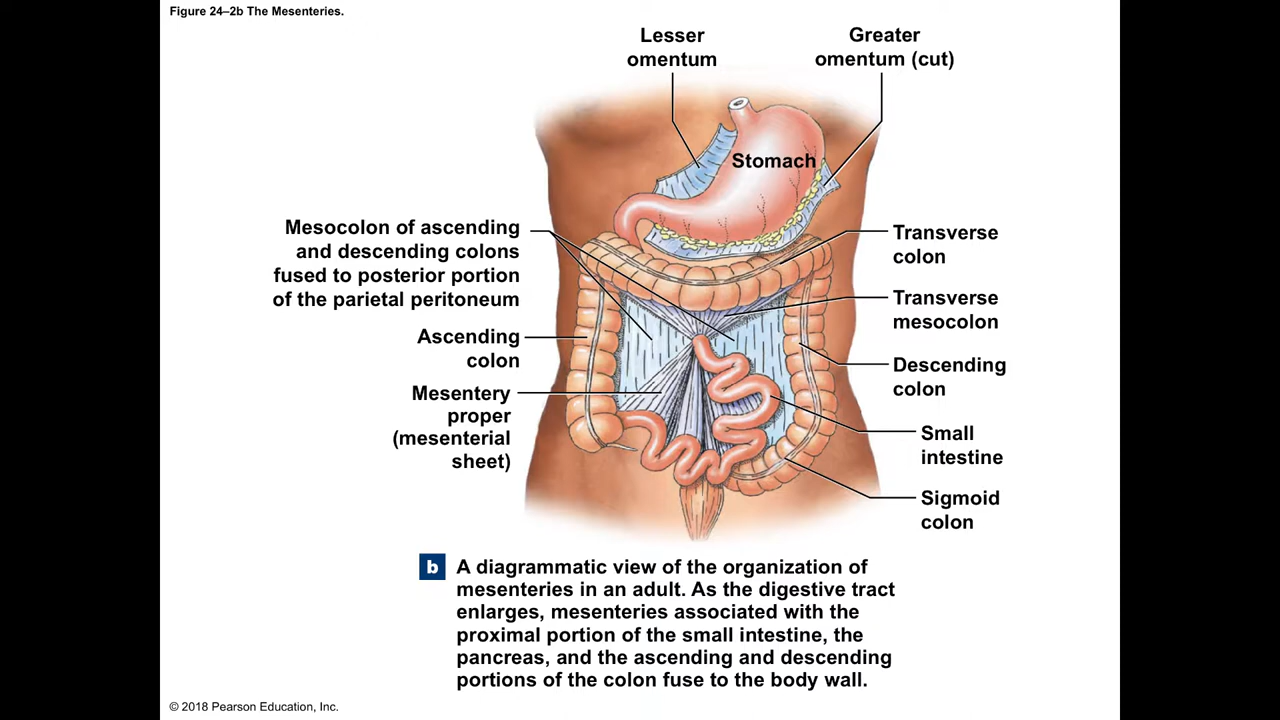 Figure 24–2b The Mesenteries.
Lesser
omentum
Greater
omentum (cut)
Stomach
Mesocolon of ascending
and descending colons
fused to posterior portion
of the parietal peritoneum
Ascending
colon
Mesentery
proper
(mesenterial
sheet)
Transverse
colon
Transverse
mesocolon
Descending
colon
Small
intestine
Sigmoid
colon
b
A diagrammatic view of the organization of
mesenteries in an adult. As the digestive tract
enlarges, mesenteries associated with the
proximal portion of the small intestine, the
pancreas, and the ascending and descending
portions of the colon fuse to the body wall.
© 2018 Pearson Education, Inc.